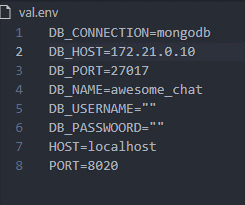 val.env
1 DB_CONNECTION=mongodb
2 DB_HOST=172.21.0.10
3 DB_PORT=27017
4 DB_NAME=awesome_chat
5 DB_USERNAME=""
6 DB_PASSWOORD=""
7 HOST=localhost
8 PORT=8020